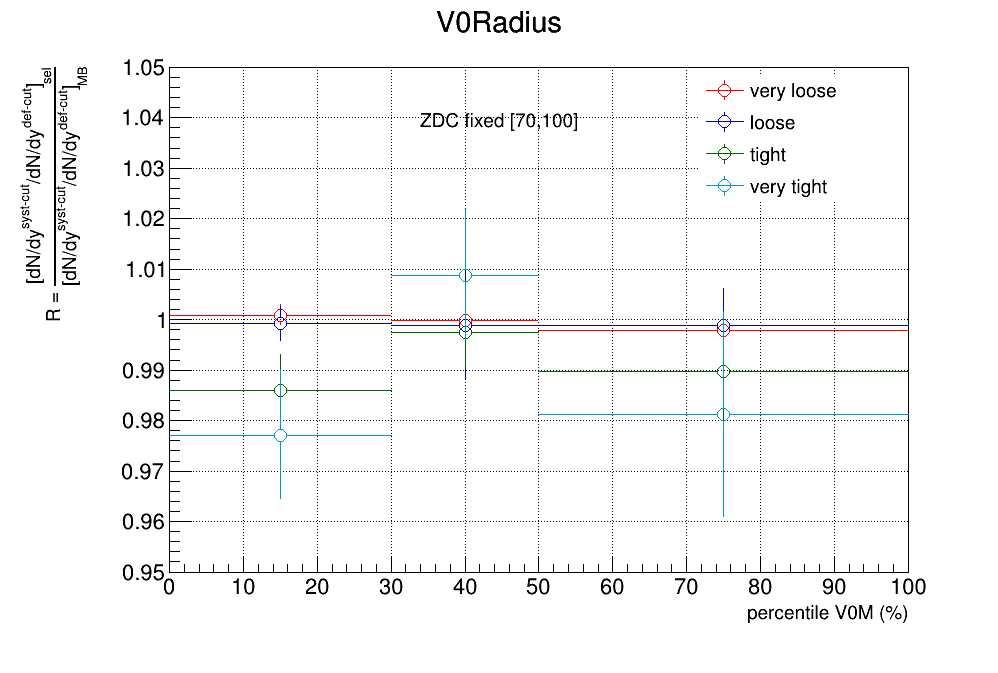 V0Radius
R = [dN/dy^syst-cut/dN/dy^def-cut]_sel
[dN/dy^syst-cut/dN/dy^def-cut]_MB
1.05
1.04
1.03
1.02
1.01
1
0.99
0.98
0.97
0.96
0.95
ZDC fixed [70,100]
very loose
loose
tight
very tight
0 10 20 30 40 50 60 70 80 90 100
percentile V0M (%)